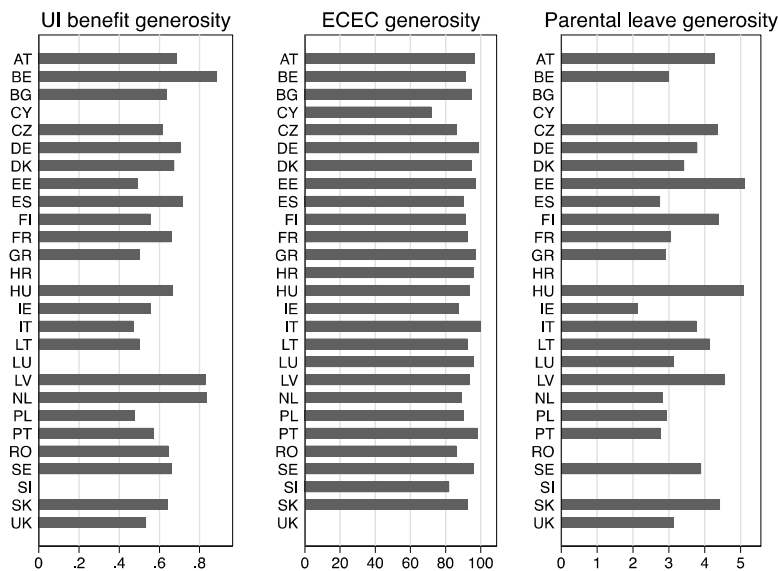 UI benefit generosity
AT
BE
BG
CY
CZ
DE
DK
EE
ES
FI
FR
GR
HR
HU
IE
IT
LT
LU
LV
NL
PL
PT
RO
SE
SI
SK
UK
0 .2 .4 .6 .8
ECEC generosity
AT
BE
BG
CY
CZ
DE
DK
EE
ES
FI
FR
GR
HR
HU
IE
IT
LT
LU
LV
NL
PL
PT
RO
SE
SI
SK
UK
0 20 40 60 80 100
Parental leave generosity
AT
BE
BG
CY
CZ
DE
DK
EE
ES
FI
FR
GR
HR
HU
IE
IT
LT
LU
LV
NL
PL
PT
RO
SE
SI
SK
UK
0 1 2 3 4 5